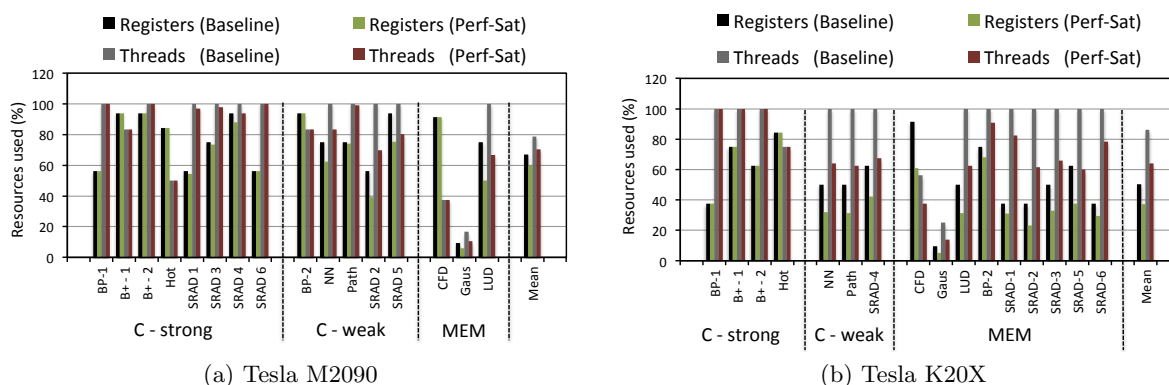 Registers (Baseline) Registers (Perf-Sat)
Threads (Baseline) Threads (Perf-Sat)
Resources used (%)
120
100
80
60
40
20
0
BP-1
B+ - 1
B+ - 2
Hot
SRAD 1
SRAD 3
SRAD 4
SRAD 6
BP-2
NN
Path
SRAD 2
SRAD 5
CFD
Gaus
LUD
Mean
C - strong C - weak MEM
(a) Tesla M2090
Registers (Baseline) Registers (Perf-Sat)
Threads (Baseline) Threads (Perf-Sat)
Resources used (%)
120
100
80
60
40
20
0
BP-1
B+ - 1
B+ - 2
Hot
NN
Path
SRAD-4
CFD
Gaus
LUD
BP-2
SRAD-1
SRAD-2
SRAD-3
SRAD-5
SRAD-6
Mean
C - strong C - weak MEM
(b) Tesla K20X